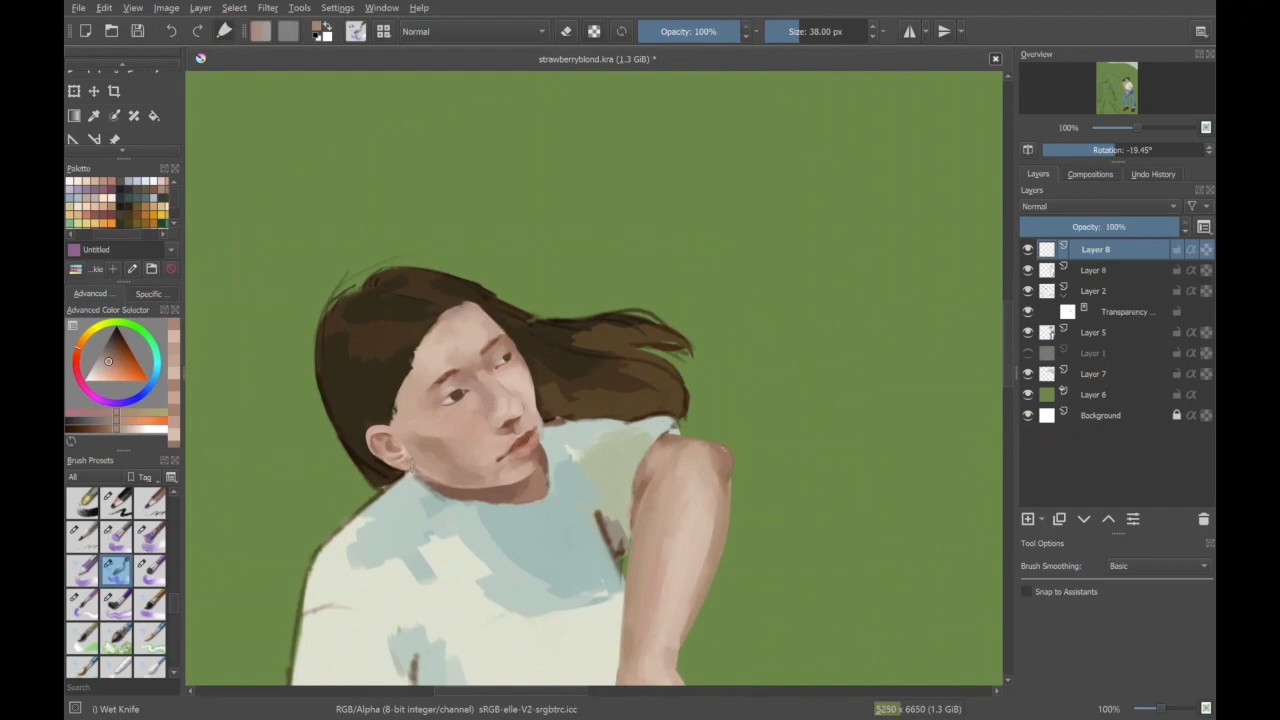 File Edit View Image Layer Select Filter Tools Settings Window Help
Normal Opacity: 100% Size: 38.00 px
strawberryblond.kra (1.3 GiB) *
Overview
100%
Rotation: -19.45°
Palette
Untitled
...kie
Advanced ... Specific ...
Advanced Color Selector
Brush Presets
All Tag
Search
Layers Compositions Undo History
Layers
Normal
Opacity: 100%
Layer 8
Layer 8
Layer 2
Transparency ...
Layer 5
Layer 1
Layer 7
Layer 6
Background
Tool Options
Brush Smoothing: Basic
Snap to Assistants
i) Wet Knife RGB/Alpha (8-bit integer/channel) sRGB-elle-V2-srgbtrc.icc 5250 x 6650 (1.3 GiB) 100%